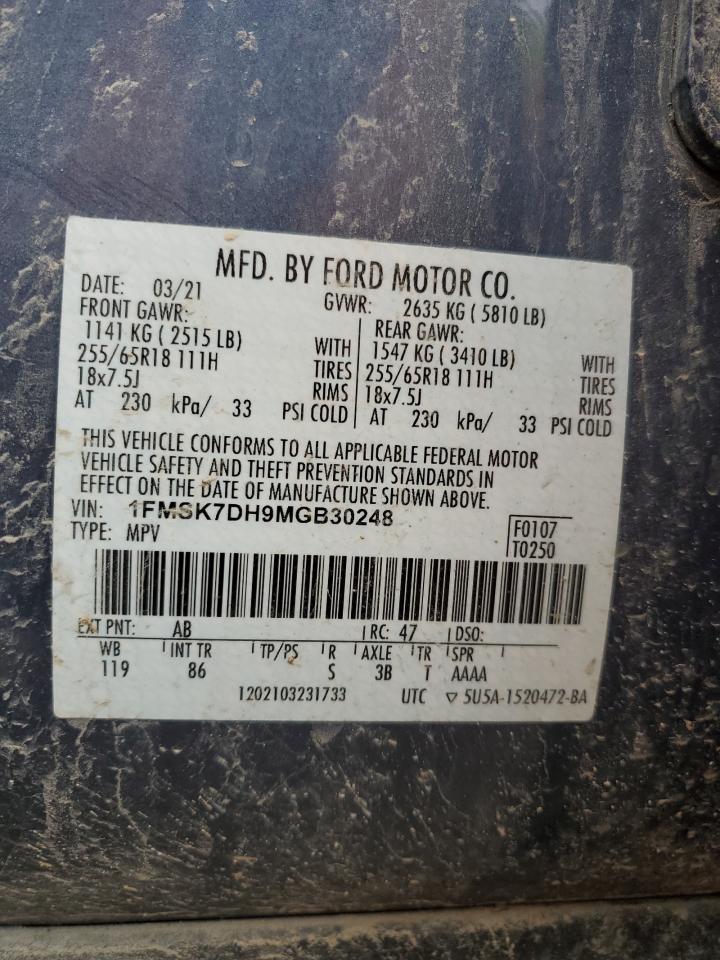 MFD. BY FORD MOTOR CO.
DATE: 03/21 GVWR: 2635 KG ( 5810 LB)
FRONT GAWR: REAR GAWR:
1141 KG ( 2515 LB) WITH 1547 KG ( 3410 LB) WITH
255/65R18 111H TIRES 255/65R18 111H TIRES
18x7.5J RIMS 18x7.5J RIMS
AT 230 kPa/ 33 PSI COLD AT 230 kPa/ 33 PSI COLD
THIS VEHICLE CONFORMS TO ALL APPLICABLE FEDERAL MOTOR
VEHICLE SAFETY AND THEFT PREVENTION STANDARDS IN
EFFECT ON THE DATE OF MANUFACTURE SHOWN ABOVE.
VIN: 1FMSK7DH9MGB30248
TYPE: MPV
F0107
T0250
EXT PNT: AB RC: 47 DSO:
WB INT TR TP/PS R AXLE TR SPR
119 86 S 3B T AAAA
1202103231733 UTC ▽ 5U5A-1520472-BA